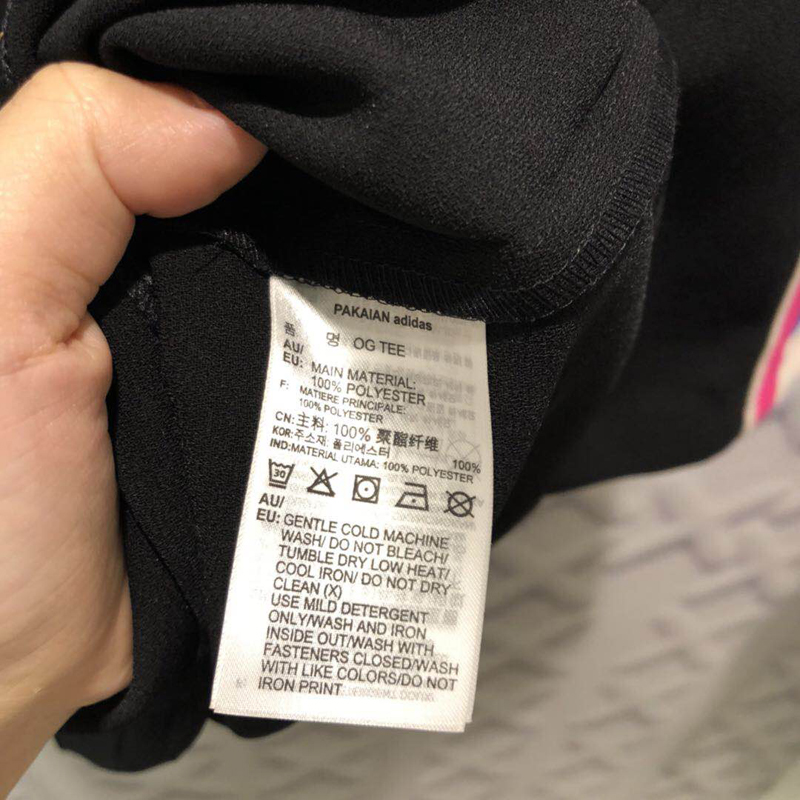 PAKAIAN adidas
품 명 OG TEE
AU/
EU: MAIN MATERIAL:
100% POLYESTER
F: MATIERE PRINCIPALE:
100% POLYESTER
CN:主料: 100% 聚酯纤维
KOR:주소재: 폴리에스터 100%
IND:MATERIAL UTAMA: 100% POLYESTER
30
AU/
EU: GENTLE COLD MACHINE
WASH/ DO NOT BLEACH/
TUMBLE DRY LOW HEAT/
COOL IRON/ DO NOT DRY
CLEAN (X)
USE MILD DETERGENT
ONLY/WASH AND IRON
INSIDE OUT/WASH WITH
FASTENERS CLOSED/WASH
WITH LIKE COLORS/DO NOT
IRON PRINT